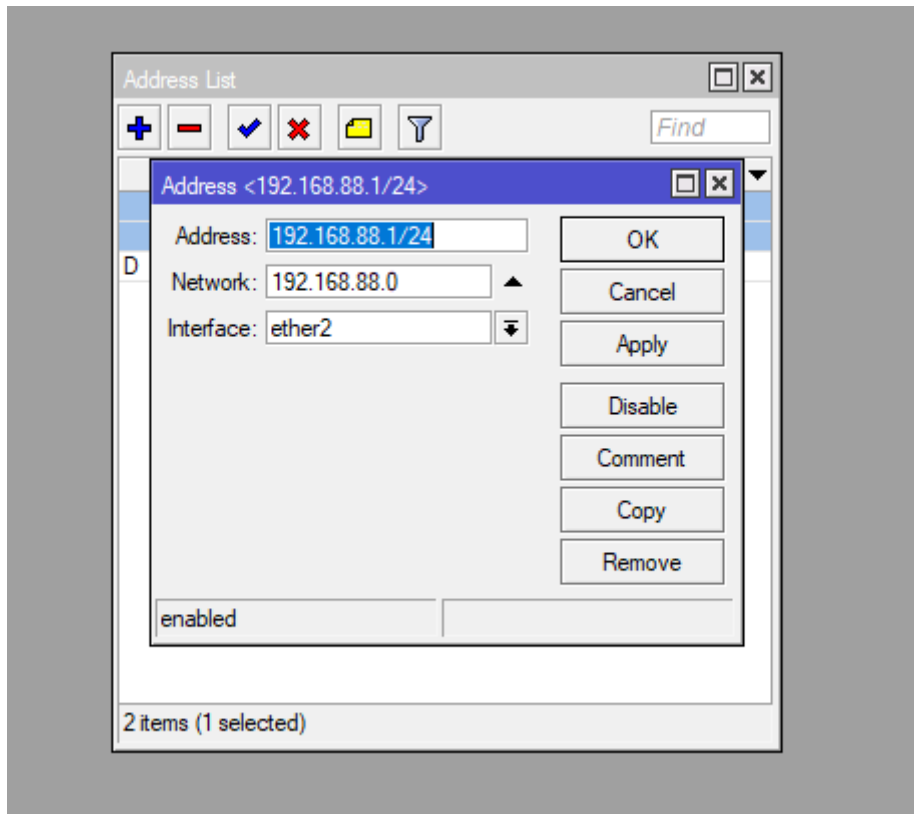 Address List
Find
Address <192.168.88.1/24>
Address: 192.168.88.1/24
OK
D
Network: 192.168.88.0
Cancel
Interface: ether2
Apply
Disable
Comment
Copy
Remove
enabled
2 items (1 selected)